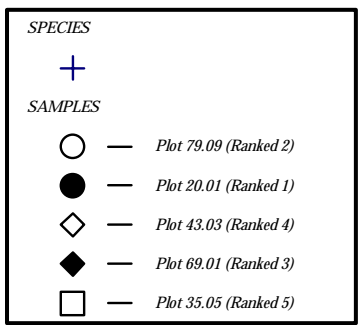 SPECIES
SAMPLES
Plot 79.09 (Ranked 2)
Plot 20.01 (Ranked 1)
Plot 43.03 (Ranked 4)
Plot 69.01 (Ranked 3)
Plot 35.05 (Ranked 5)